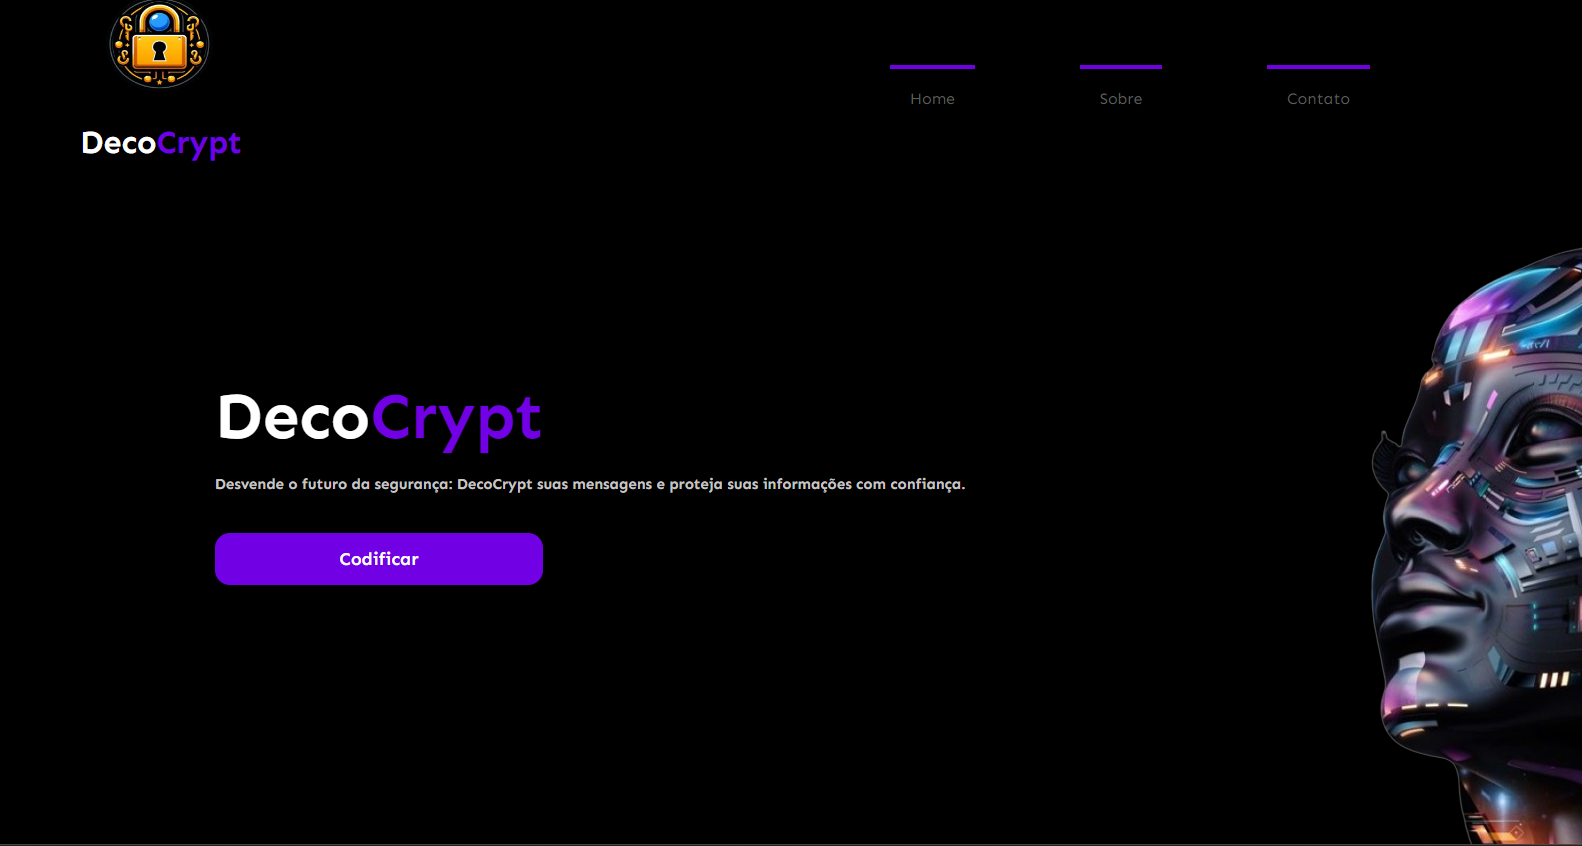 Home
Sobre
Contato
DecoCrypt
DecoCrypt
Desvende o futuro da segurança: DecoCrypt suas mensagens e proteja suas informações com confiança.
Codificar